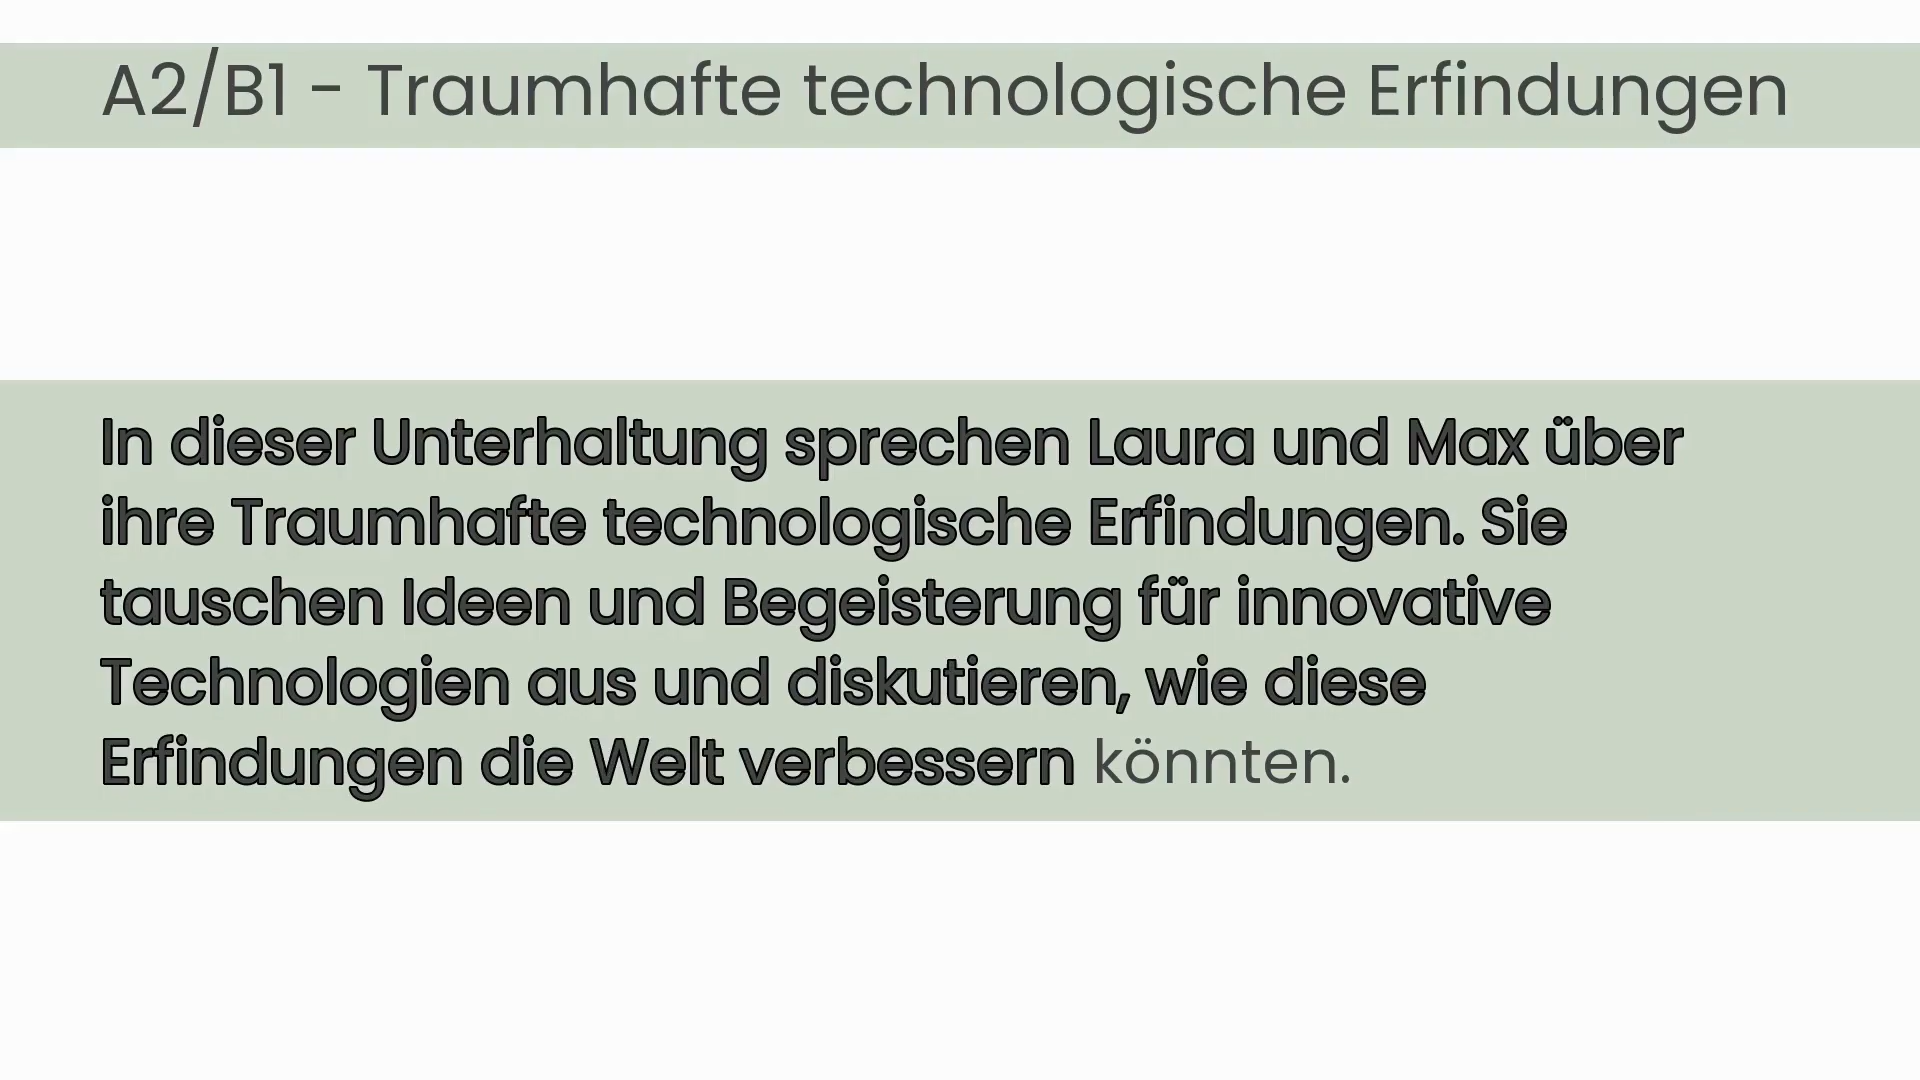 A2/B1 - Traumhafte technologische Erfindungen
In dieser Unterhaltung sprechen Laura und Max über
ihre Traumhafte technologische Erfindungen. Sie
tauschen Ideen und Begeisterung für innovative
Technologien aus und diskutieren, wie diese
Erfindungen die Welt verbessern könnten.